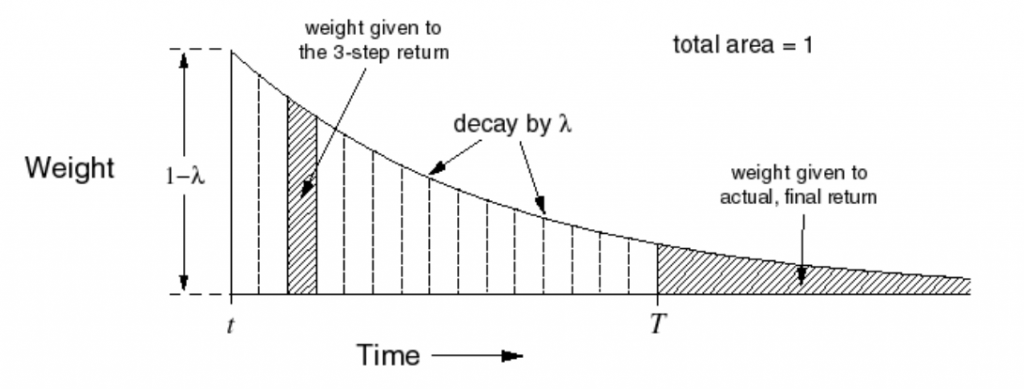 weight given to
the 3-step return
total area = 1
decay by λ
Weight
1−λ
weight given to
actual, final return
t
T
Time